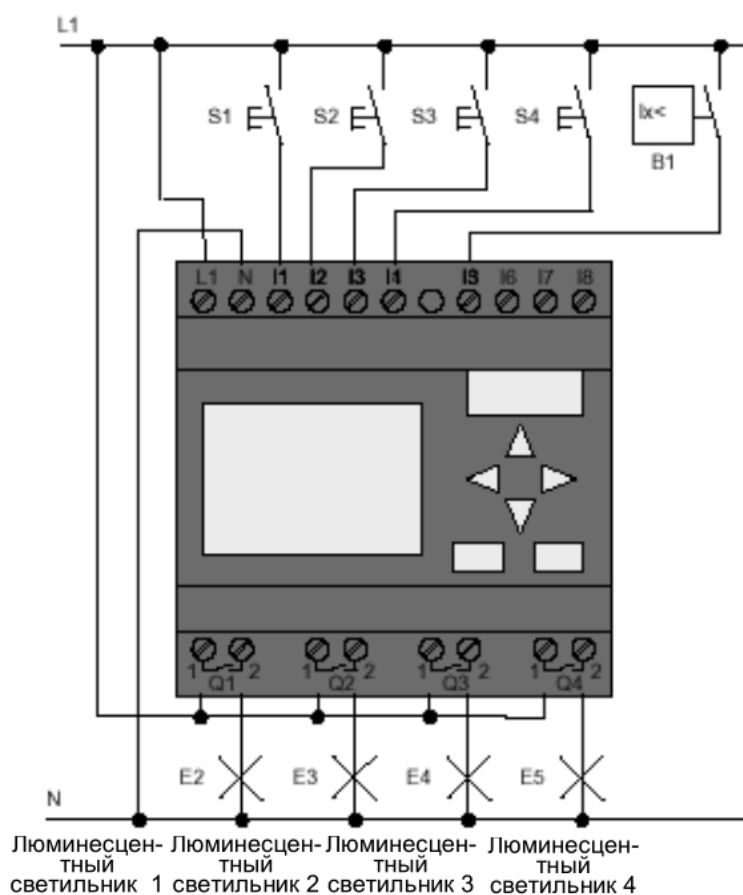 L1
S1 S2 S3 S4 Ix<
B1
L1 N I1 I2 I3 I4 I5 I6 I7 I8
1 2 1 2 1 2 1 2
Q1 Q2 Q3 Q4
E2 E3 E4 E5
N
Люминесцен- Люминесцен- Люминесцен- Люминесцен-
тный тный тный тный
светильник 1 светильник 2 светильник 3 светильник 4